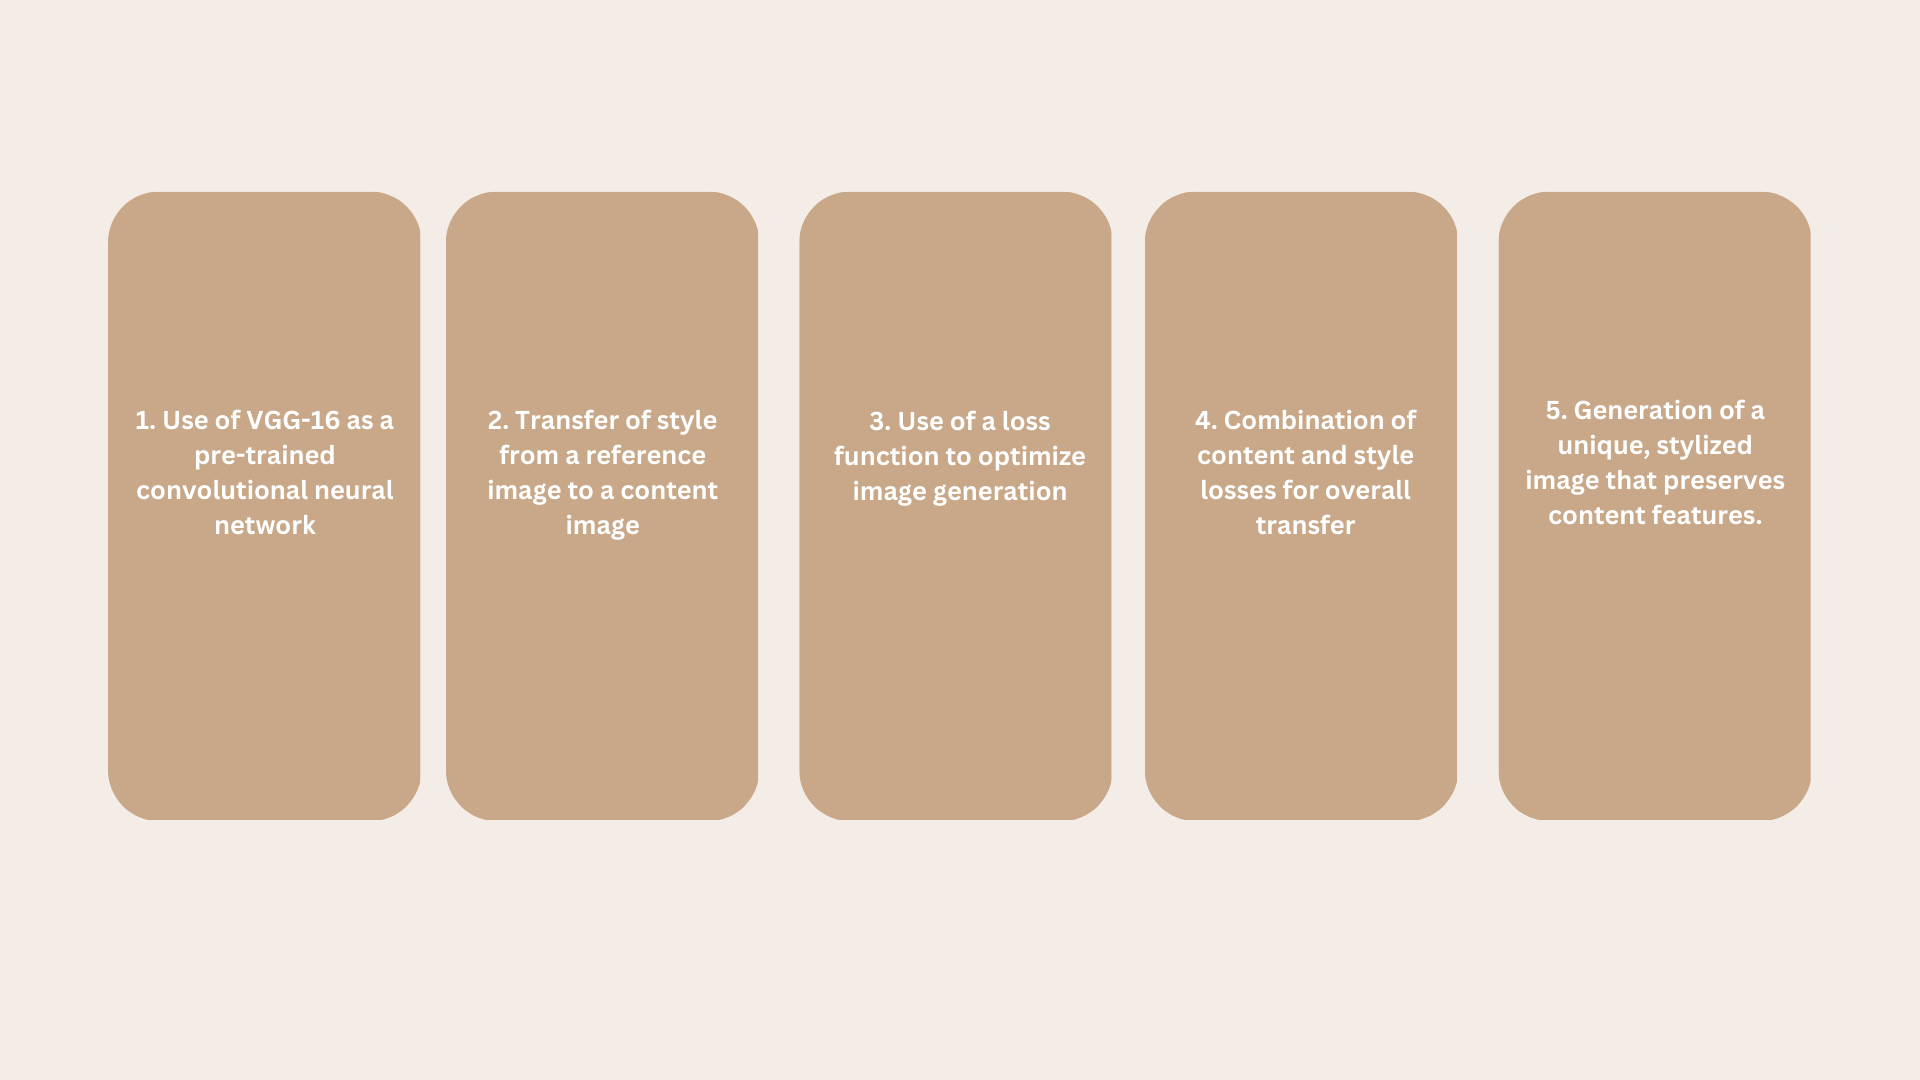 1. Use of VGG-16 as a
pre-trained
convolutional neural
network
2. Transfer of style
from a reference
image to a content
image
3. Use of a loss
function to optimize
image generation
4. Combination of
content and style
losses for overall
transfer
5. Generation of a
unique, stylized
image that preserves
content features.